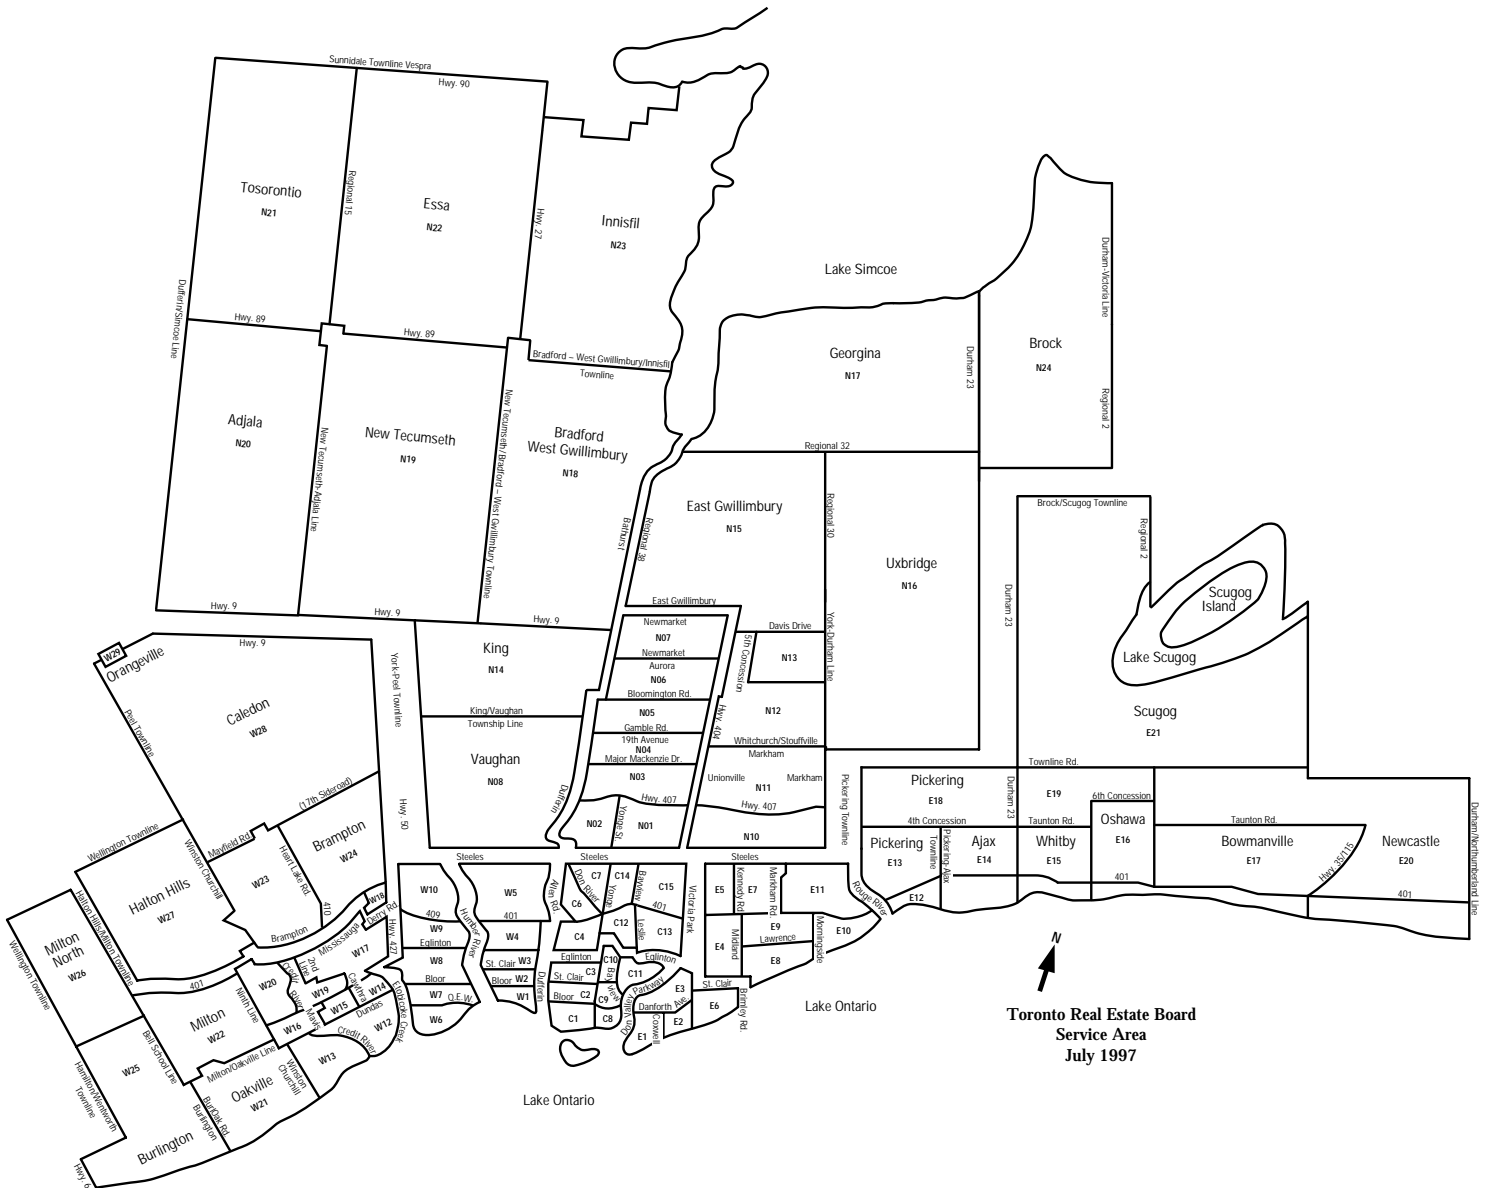 Sunnidale Townline Vespra
Hwy. 90
Tosorontio
N21
Regional 15
Essa
N22
Hwy. 27
Innisfil
N23
Lake Simcoe
Durham-Victoria Line
Dufferin/Simcoe Line
Hwy. 89
Hwy. 89
Bradford – West Gwillimbury/Innisfil
Townline
Georgina
N17
Durham 23
Brock
N24
Regional 2
Adjala
N20
New Tecumseth-Adjala Line
New Tecumseth
N19
New Tecumseth/Bradford – West Gwillimbury Townline
Bradford
West Gwillimbury
N18
Regional 32
Bathurst
Regional 38
East Gwillimbury
N15
Regional 30
Uxbridge
N16
Brock/Scugog Townline
Regional 2
Scugog
Island
Lake Scugog
Durham 23
Scugog
E21
Hwy. 9
Hwy. 9
Hwy. 9
East Gwillimbury
Newmarket
N07
Newmarket
Aurora
N06
Bloomington Rd.
N05
Gamble Rd.
19th Avenue
N04
Major Mackenzie Dr.
N03
Hwy. 407
N02
Yonge St.
N01
Davis Drive
5th Concession
N13
York-Durham Line
N12
Hwy. 404
Whitchurch/Stouffville
Markham
Unionville
Markham
N11
Hwy. 407
N10
King
N14
King/Vaughan
Township Line
Vaughan
N08
Dufferin
York-Peel Townline
Hwy. 50
W29
Orangeville
Hwy. 9
Caledon
W28
Peel Townline
(17th Sideroad)
Mayfield Rd.
Brampton
W24
Heart Lake Rd.
W23
410
Winston Churchill
Wellington Townline
Halton Hills
W27
Halton Hills/Milton Townline
Milton
North
W26
Wellington Townline
401
Brampton
Mississauga
W18
Derry Rd.
W17
2nd
Line
Credit
River
W20
Ninth Line
W19
Mavis
W15
Cawthra
W14
Dundas
W16
W12
Credit River
W13
Etobicoke Creek
Milton
W22
Bell School Line
Milton/Oakville Line
Winston
Churchill
Oakville
W21
Burl Oak Rd.
Burlington
W25
Hamilton/Wentworth
Townline
Burlington
Hwy. 6
Steeles
Steeles
Steeles
W10
409
W9
Hwy. 427
Eglinton
W8
Bloor
W7
Q.E.W.
W6
Humber River
W5
401
W4
Allen Rd
St. Clair
W3
Bloor
W2
W1
Dufferin
C7
C14
Don River
Yonge
C6
Bayview
C15
401
C12
Leslie
C13
Victoria Park
C4
Eglinton
C10
Eglinton
St. Clair
C3
C11
Bayview
Bloor
C2
C9
Don Valley
Parkway
C1
C8
E3
Danforth
Ave
Coxwell
E1
E2
E5
Kennedy Rd
E7
Markham Rd.
E11
Rouge River
E9
Lawrence
E10
Morningside
E4
Midland
E8
St. Clair
E6
Brimley Rd.
Pickering Townline
Townline Rd.
Pickering
E18
Durham 23
E19
6th Concession
4th Concession
Taunton Rd.
Taunton Rd.
Pickering
E13
Townline
Pickering-Ajax
Ajax
E14
Whitby
E15
Oshawa
E16
Bowmanville
E17
Hwy. 35/115
Newcastle
E20
Durham/Northumberland Line
E12
401
401
Lake Ontario
Lake Ontario
N
Toronto Real Estate Board
Service Area
July 1997